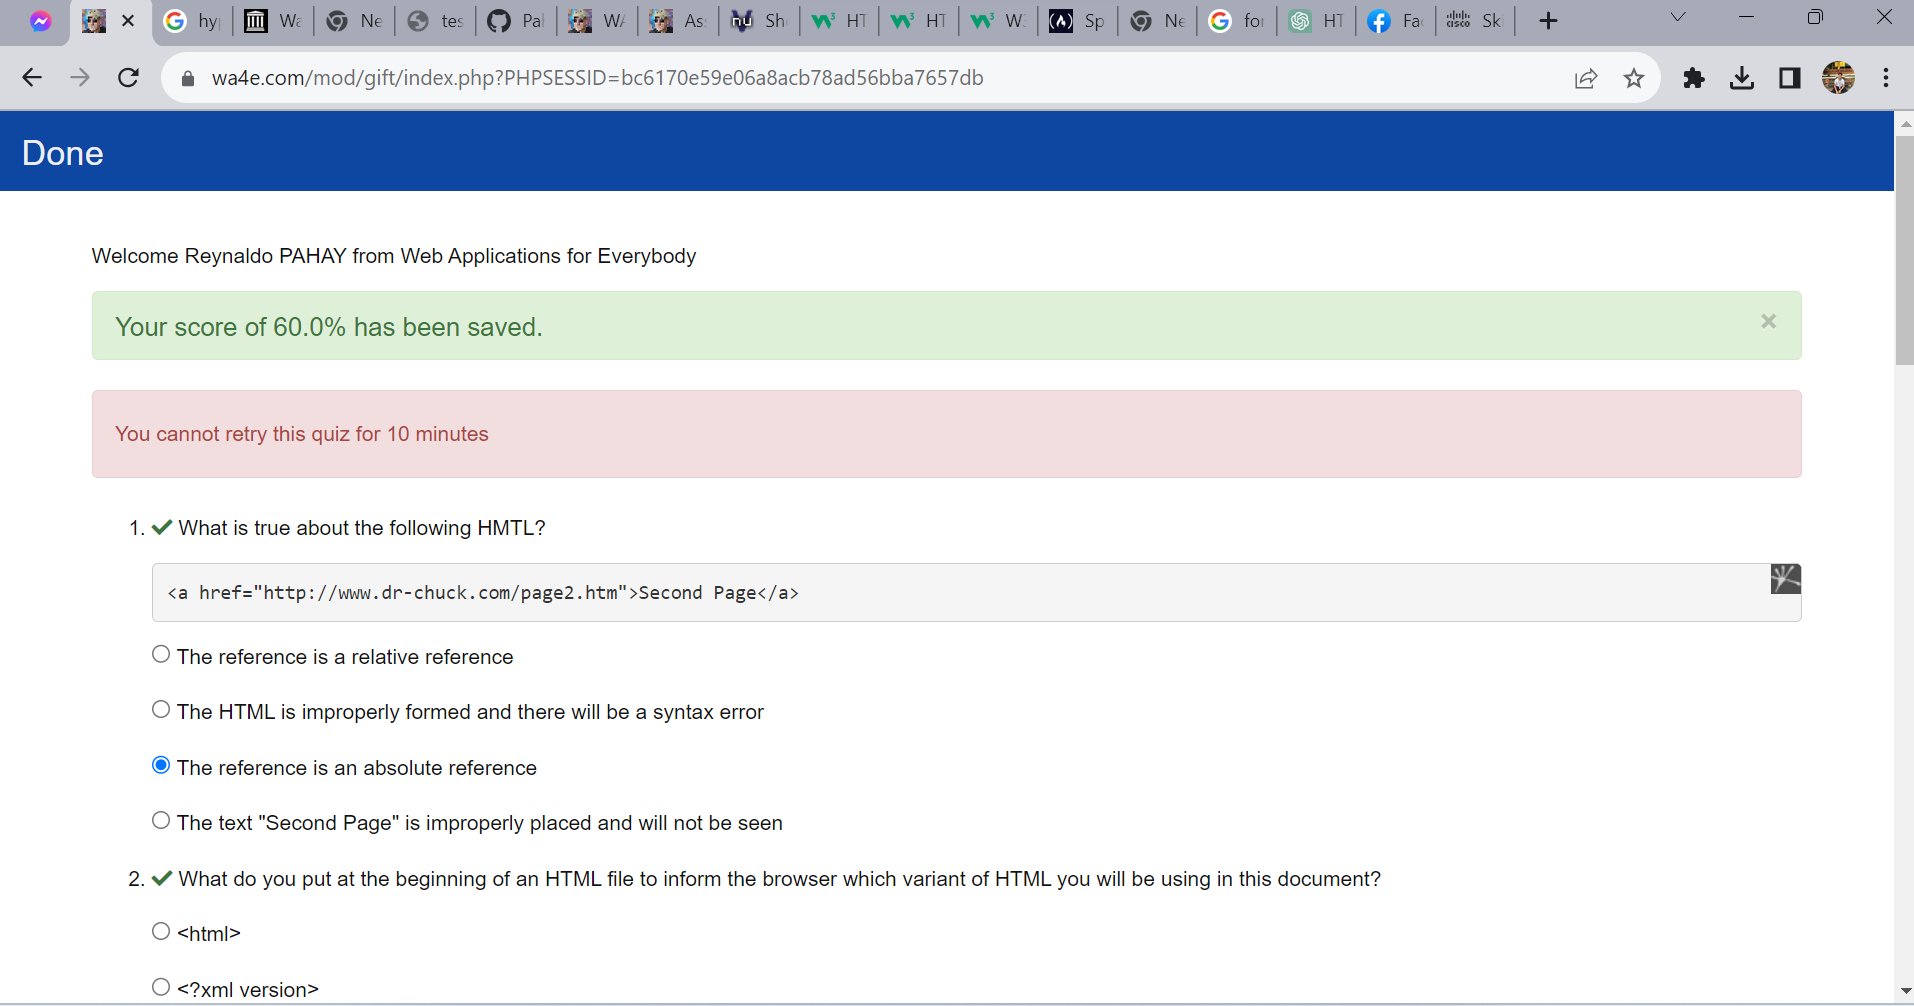 hyp
Wa
Ne
tes
Pal
WA
As
Sh
HT
HT
W3
Sp
Ne
for
HT
Fac
Ski
wa4e.com/mod/gift/index.php?PHPSESSID=bc6170e59e06a8acb78ad56bba7657db
Done
Welcome Reynaldo PAHAY from Web Applications for Everybody
Your score of 60.0% has been saved.
You cannot retry this quiz for 10 minutes
1. What is true about the following HMTL?
<a href="http://www.dr-chuck.com/page2.htm">Second Page</a>
The reference is a relative reference
The HTML is improperly formed and there will be a syntax error
The reference is an absolute reference
The text "Second Page" is improperly placed and will not be seen
2. What do you put at the beginning of an HTML file to inform the browser which variant of HTML you will be using in this document?
<html>
<?xml version>